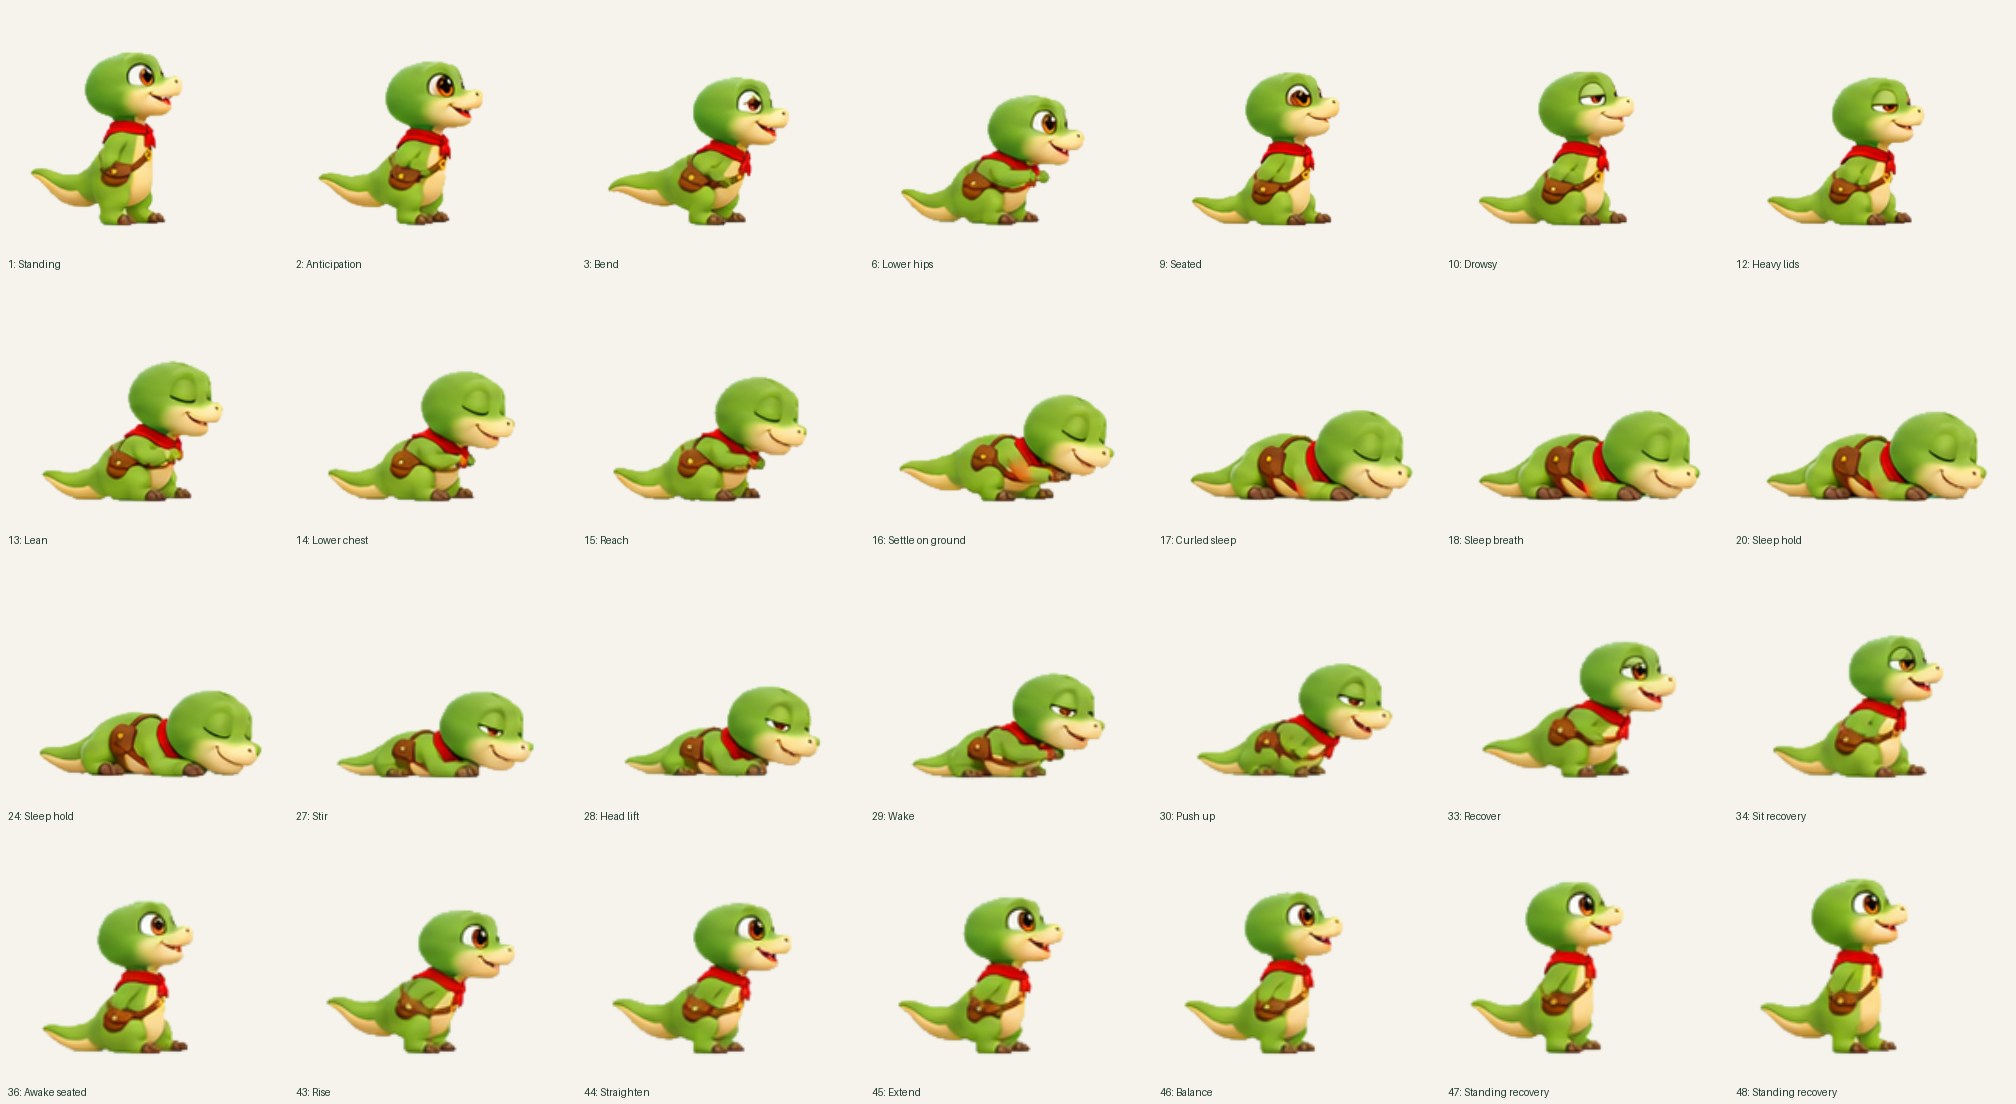 1: Standing
2: Anticipation
3: Bend
6: Lower hips
9: Seated
10: Drowsy
12: Heavy lids
13: Lean
14: Lower chest
15: Reach
16: Settle on ground
17: Curled sleep
18: Sleep breath
20: Sleep hold
24: Sleep hold
27: Stir
28: Head lift
29: Wake
30: Push up
33: Recover
34: Sit recovery
36: Awake seated
43: Rise
44: Straighten
45: Extend
46: Balance
47: Standing recovery
48: Standing recovery